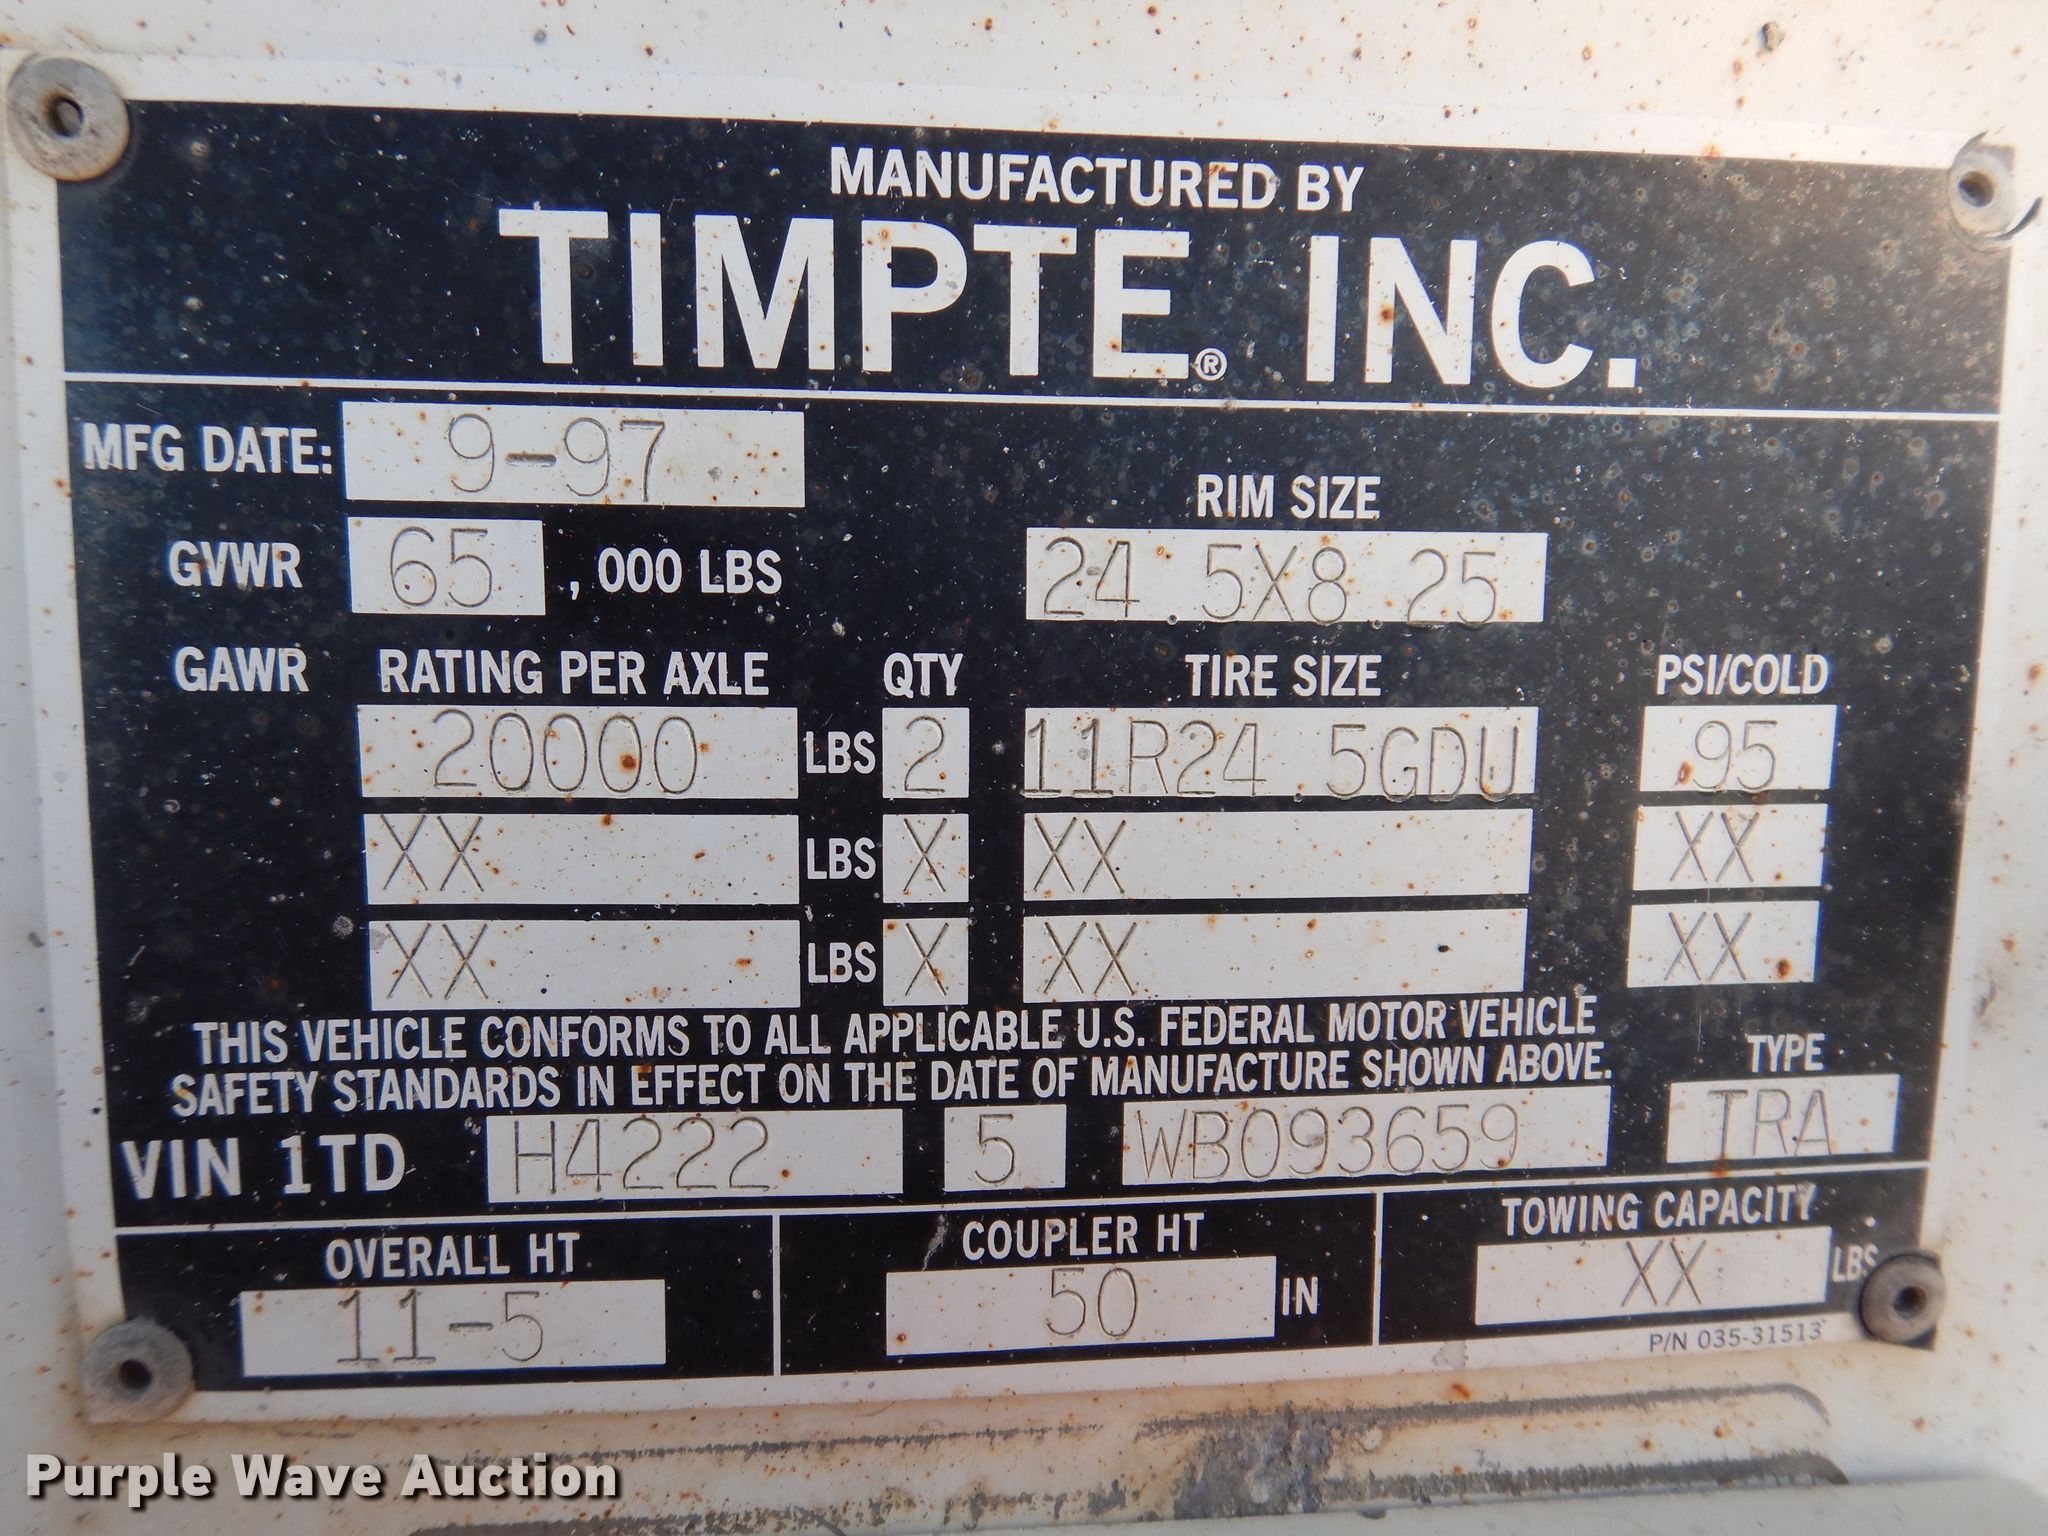 MANUFACTURED BY
TIMPTE® INC.
MFG DATE: 9-97
GVWR 65 , 000 LBS
RIM SIZE
24.5X8.25
GAWR RATING PER AXLE QTY TIRE SIZE PSI/COLD
20000 LBS 2 11R24.5GDU 95
XX LBS X XX XX
XX LBS X XX XX
THIS VEHICLE CONFORMS TO ALL APPLICABLE U.S. FEDERAL MOTOR VEHICLE
SAFETY STANDARDS IN EFFECT ON THE DATE OF MANUFACTURE SHOWN ABOVE.
TYPE
VIN 1TD H4222 5 WB093659 TRA
OVERALL HT COUPLER HT TOWING CAPACITY
11-5 50 IN XX LBS
P/N 035-31513
Purple Wave Auction